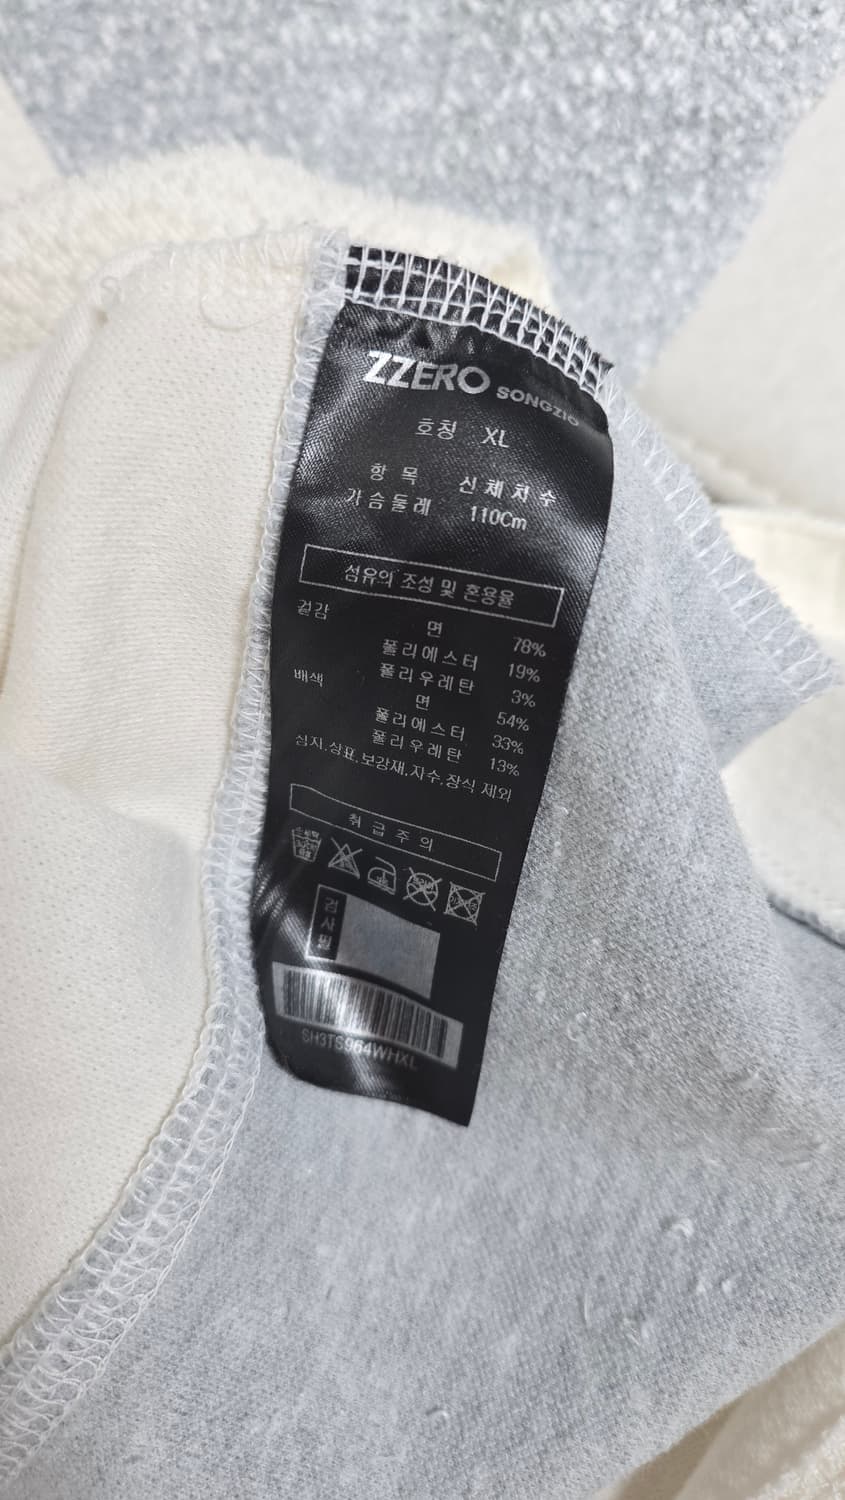 ZZERO SONGZIO
호칭 XL
항 목 신체치수
가슴둘레 110Cm
섬유의 조성 및 혼용율
겉감 면 78%
폴리에스터 19%
폴리우레탄 3%
배색 면 54%
폴리에스터 33%
폴리우레탄 13%
심지,상표,보강재,자수,장식 제외
취 급 주 의
검사필
SH3TS964WHXL